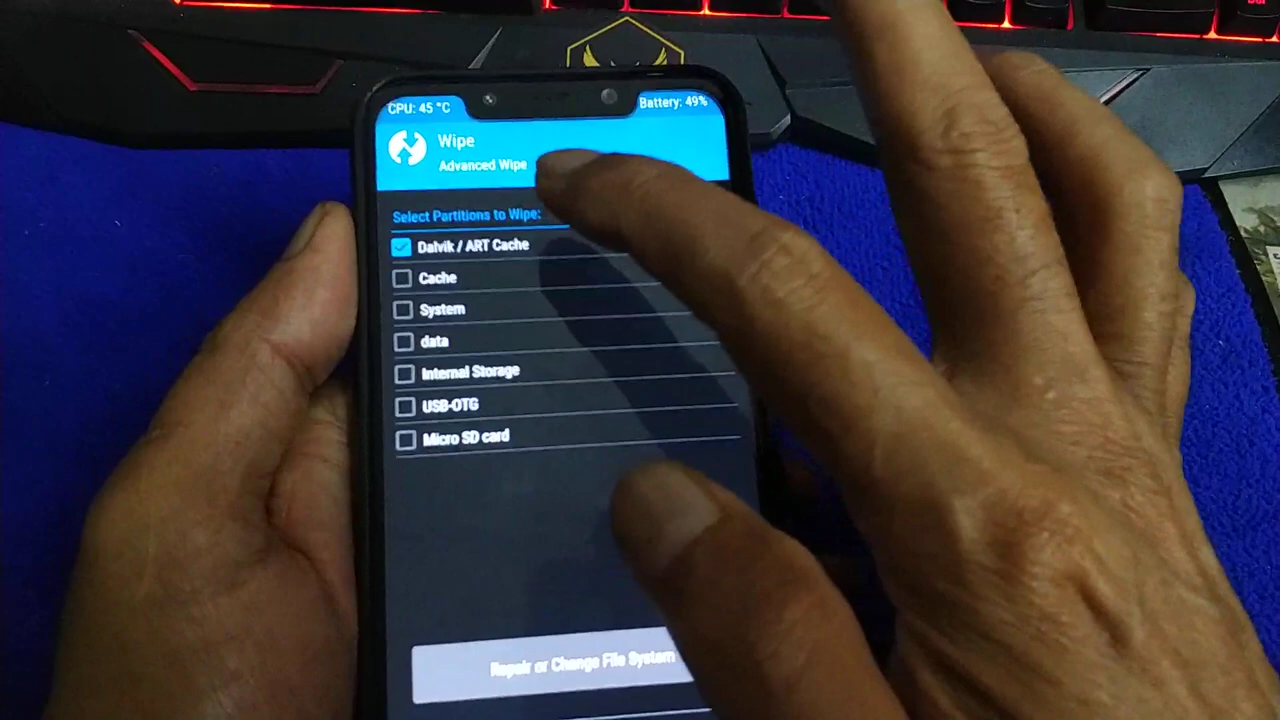 CPU: 45 °C
Battery: 49%
Wipe
Advanced Wipe
Select Partitions to Wipe:
Dalvik / ART Cache
Cache
System
data
Internal Storage
USB-OTG
Micro SD card
Repair or Change File System